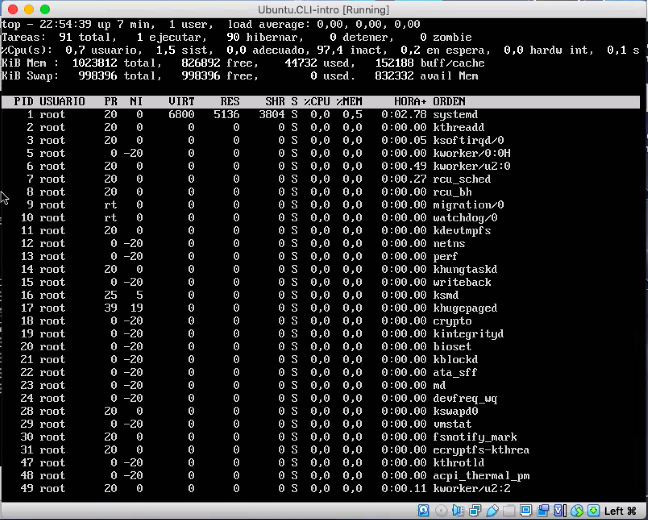 Ubuntu.CLI-intro [Running]
top - 22:54:39 up 7 min, 1 user, load average: 0,00, 0,00, 0,00
Tareas: 91 total, 1 ejecutar, 90 hibernar, 0 detener, 0 zombie
%Cpu(s): 0,7 usuario, 1,5 sist, 0,0 adecuado, 97,4 inact, 0,2 en espera, 0,0 hardw int, 0,1 s
KiB Mem : 1023812 total, 826892 free, 44732 used, 152188 buff/cache
KiB Swap: 998396 total, 998396 free, 0 used. 832332 avail Mem
PID USUARIO PR NI VIRT RES SHR S %CPU %MEM HORA+ ORDEN
1 root 20 0 6800 5136 3804 S 0,0 0,5 0:02.78 systemd
2 root 20 0 0 0 0 S 0,0 0,0 0:00.00 kthreadd
3 root 20 0 0 0 0 S 0,0 0,0 0:00.05 ksoftirqd/0
5 root 0 -20 0 0 0 S 0,0 0,0 0:00.00 kworker/0:0H
6 root 20 0 0 0 0 S 0,0 0,0 0:00.49 kworker/u2:0
7 root 20 0 0 0 0 S 0,0 0,0 0:00.27 rcu_sched
8 root 20 0 0 0 0 S 0,0 0,0 0:00.00 rcu_bh
9 root rt 0 0 0 0 S 0,0 0,0 0:00.00 migration/0
10 root rt 0 0 0 0 S 0,0 0,0 0:00.00 watchdog/0
11 root 20 0 0 0 0 S 0,0 0,0 0:00.00 kdevtmpfs
12 root 0 -20 0 0 0 S 0,0 0,0 0:00.00 netns
13 root 0 -20 0 0 0 S 0,0 0,0 0:00.00 perf
14 root 20 0 0 0 0 S 0,0 0,0 0:00.00 khungtaskd
15 root 0 -20 0 0 0 S 0,0 0,0 0:00.00 writeback
16 root 25 5 0 0 0 S 0,0 0,0 0:00.00 ksmd
17 root 39 19 0 0 0 S 0,0 0,0 0:00.00 khugepaged
18 root 0 -20 0 0 0 S 0,0 0,0 0:00.00 crypto
19 root 0 -20 0 0 0 S 0,0 0,0 0:00.00 kintegrityd
20 root 0 -20 0 0 0 S 0,0 0,0 0:00.00 bioset
21 root 0 -20 0 0 0 S 0,0 0,0 0:00.00 kblockd
22 root 0 -20 0 0 0 S 0,0 0,0 0:00.00 ata_sff
23 root 0 -20 0 0 0 S 0,0 0,0 0:00.00 md
24 root 0 -20 0 0 0 S 0,0 0,0 0:00.00 devfreq_wq
28 root 20 0 0 0 0 S 0,0 0,0 0:00.00 kswapd0
29 root 0 -20 0 0 0 S 0,0 0,0 0:00.00 vmstat
30 root 20 0 0 0 0 S 0,0 0,0 0:00.00 fsnotify_mark
31 root 20 0 0 0 0 S 0,0 0,0 0:00.00 ecryptfs-kthrea
47 root 0 -20 0 0 0 S 0,0 0,0 0:00.00 kthrotld
48 root 0 -20 0 0 0 S 0,0 0,0 0:00.00 acpi_thermal_pm
49 root 20 0 0 0 0 S 0,0 0,0 0:00.11 kworker/u2:2
Left ⌘